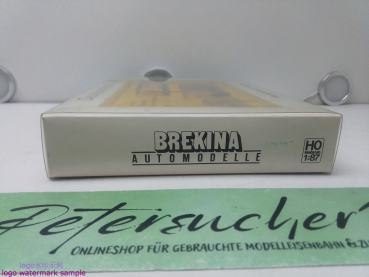 BREKINA
AUTOMODELLE
HO
1:87
Petersucher
ONLINESHOP FÜR GEBRAUCHTE MODELLEISENBAHN & ZU
logo watermark sample